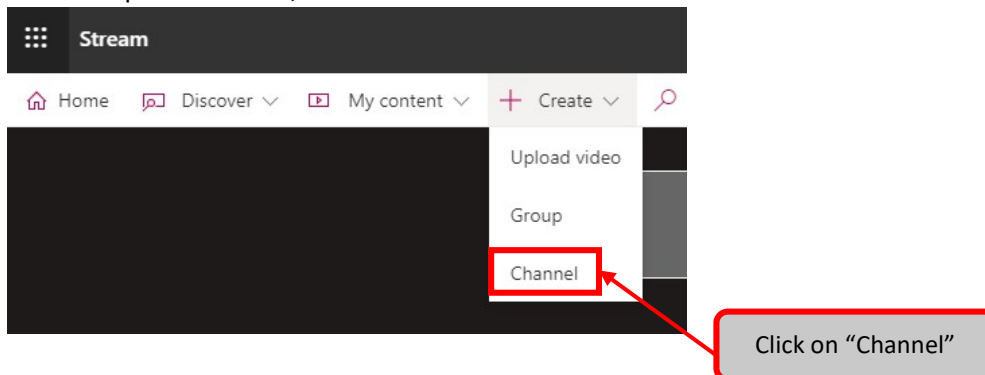 Stream
Home Discover My content Create
Upload video
Group
Channel
Click on “Channel”